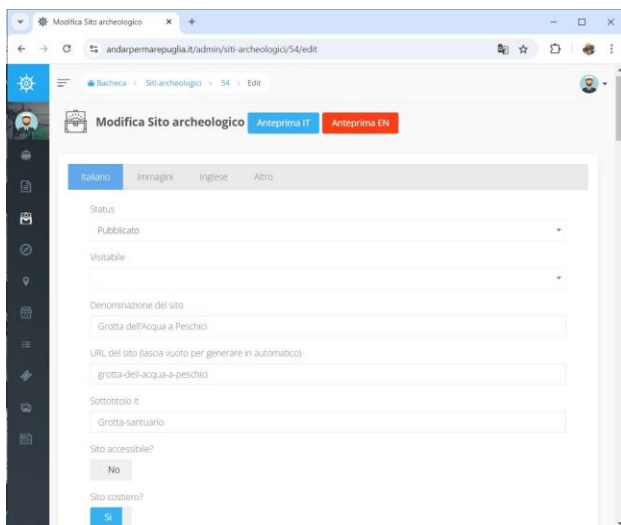 Modifica Sito archeologico
andarpermarepuglia.it/admin/siti-archeologici/54/edit
Bacheca > Siti-archeologici > 54 > Edit
Modifica Sito archeologico Anteprima IT Anteprima EN
Italiano Immagini Inglese Altro
Status
Pubblicato
Visitabile
Denominazione del sito
Grotta dell'Acqua a Peschici
URL del sito (lascia vuoto per generare in automatico)
grotta-dell-acqua-a-peschici
Sottotitolo It
Grotta-santuario
Sito accessibile?
No
Sito costiero?
Si